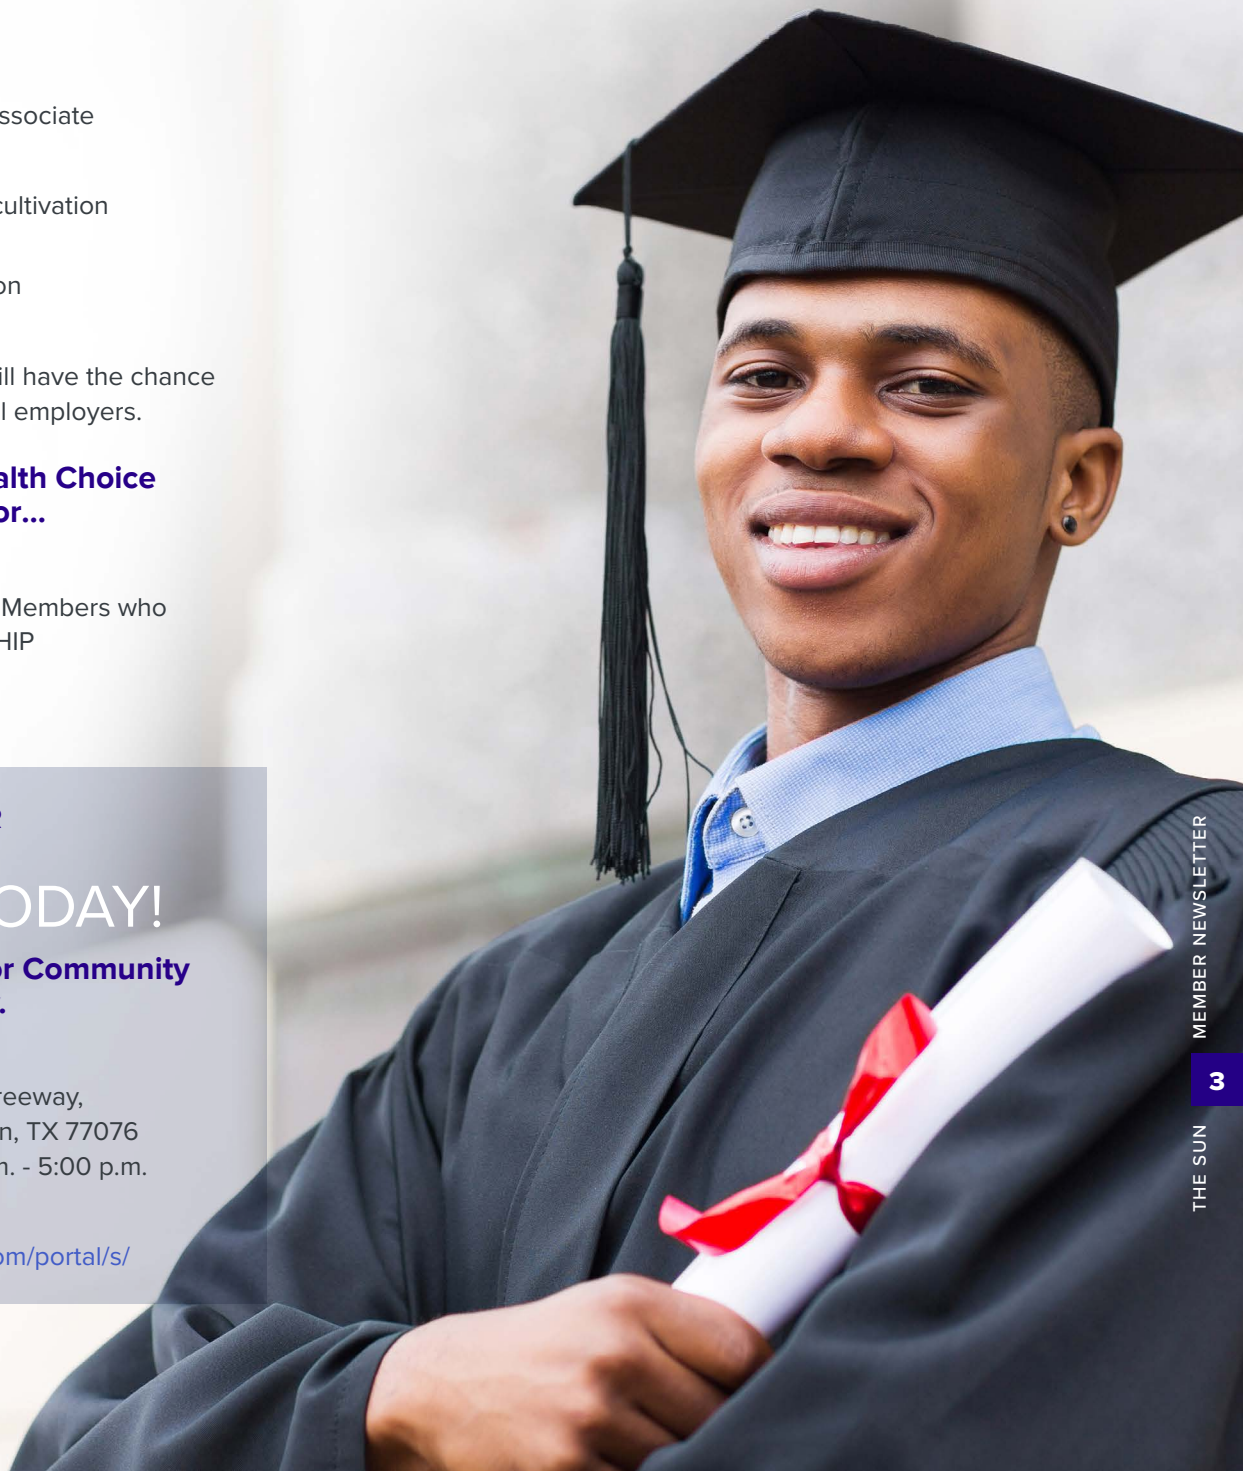 ssociate
cultivation
on
ill have the chance
l employers.
alth Choice
or...
Members who
HIP
ODAY!
or Community
reeway,
n, TX 77076
m. - 5:00 p.m.
om/portal/s/
THE SUN 3 MEMBER NEWSLETTER